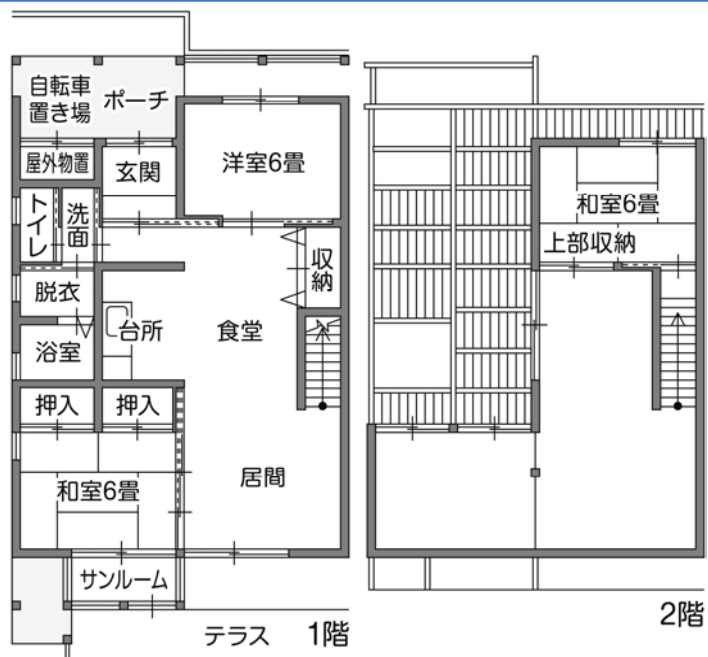 自転車
置き場
ポーチ
屋外物置
玄関
洋室6畳
トイレ
洗面
収納
脱衣
台所
食堂
浴室
押入
押入
和室6畳
居間
サンルーム
テラス
1階
和室6畳
上部収納
2階